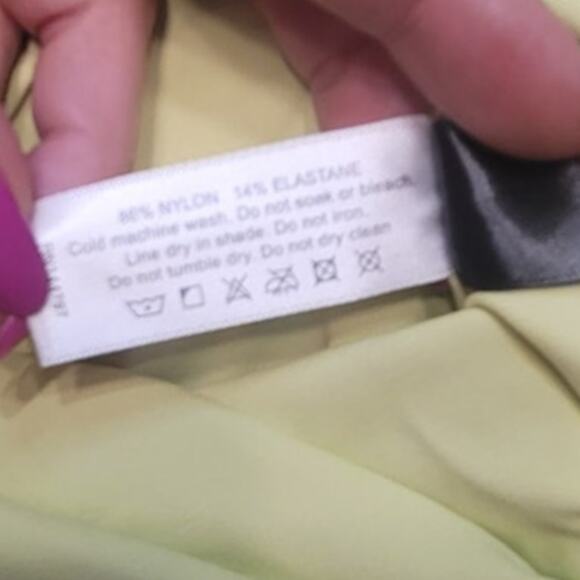 86% NYLON 14% ELASTANE
Cold machine wash. Do not soak or bleach.
Line dry in shade. Do not iron.
Do not tumble dry. Do not dry clean